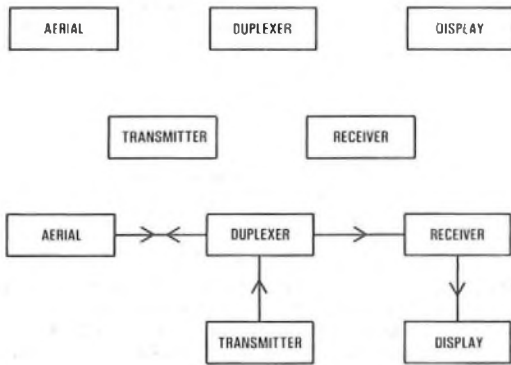 AERIAL DUPLEXER DISPLAY
TRANSMITTER RECEIVER
AERIAL DUPLEXER RECEIVER
TRANSMITTER DISPLAY